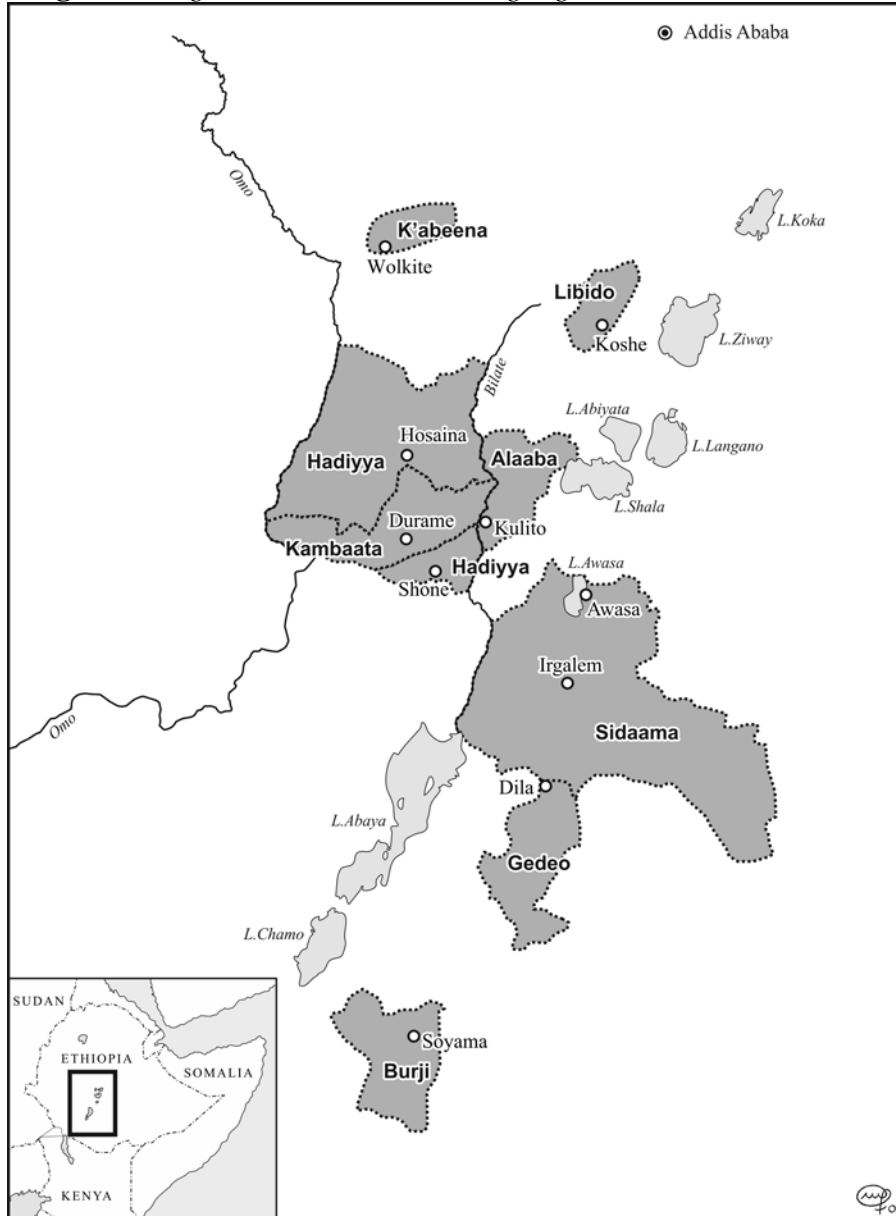 Addis Ababa
Omo
L.Koka
K'abeena
Wolkite
Libido
Koshe
L.Ziway
Bilate
L.Abiyata
L.Langano
Hosaina
Hadiyya
Alaaba
L.Shala
Durame
Kulito
Kambaata
Hadiyya
Shone
L.Awasa
Awasa
Irgalem
Omo
Sidaama
Dila
L.Abaya
Gedeo
L.Chamo
Soyama
Burji
SUDAN
ETHIOPIA
SOMALIA
KENYA